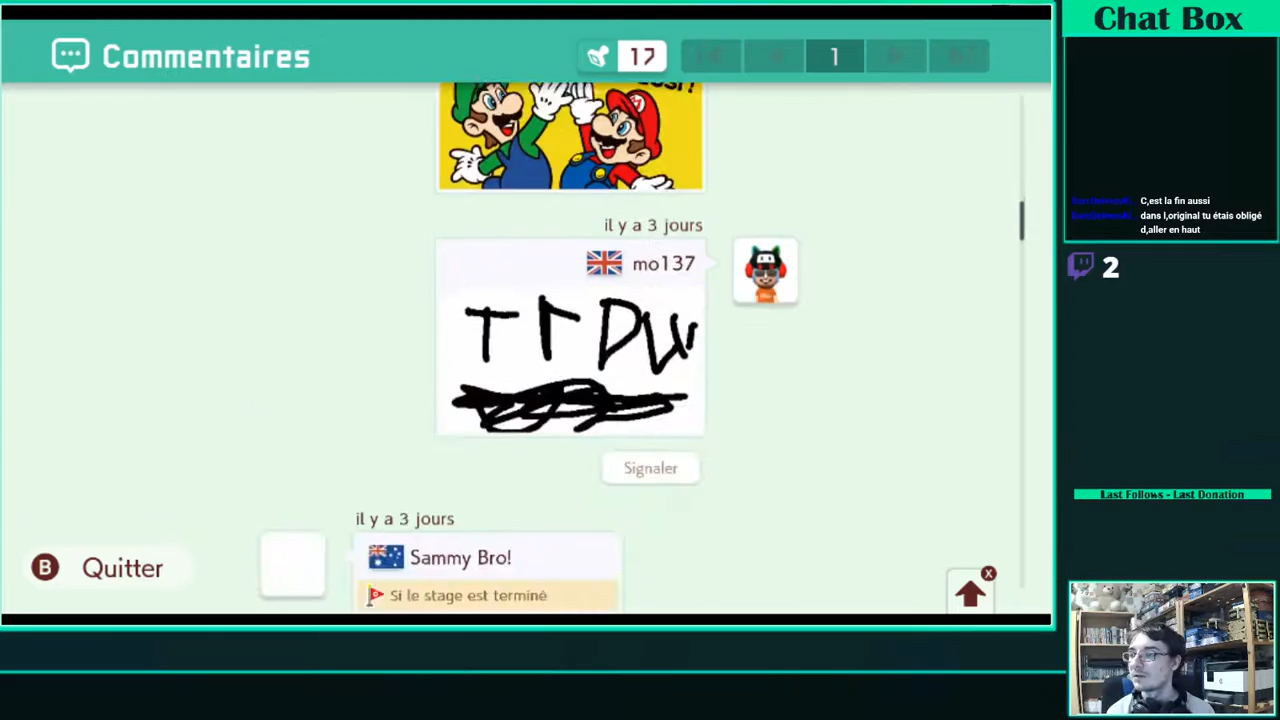 Commentaires
17
1
il y a 3 jours
mo137
Signaler
il y a 3 jours
Sammy Bro!
Si le stage est terminé
B Quitter
X
Chat Box
C,est la fin aussi
dans l,original tu étais obligé
d,aller en haut
2
Last Follows - Last Donation